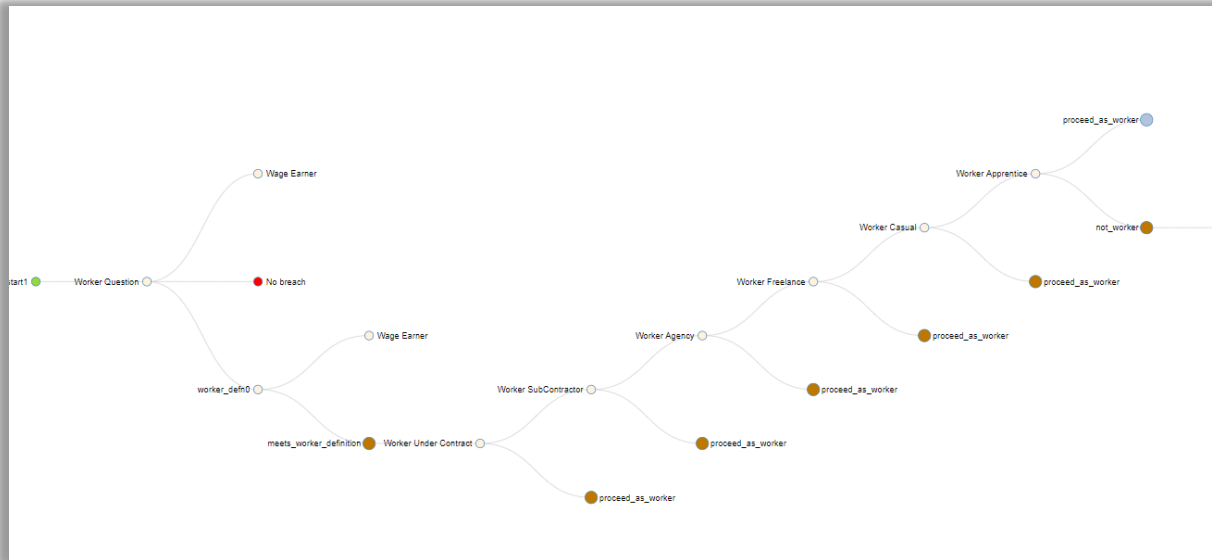 proceed_as_worker
Wage Earner
Worker Apprentice
Worker Casual
not_worker
start1
Worker Question
No breach
Worker Freelance
proceed_as_worker
Wage Earner
Worker Agency
proceed_as_worker
worker_defn0
Worker SubContractor
proceed_as_worker
meets_worker_definition
Worker Under Contract
proceed_as_worker
proceed_as_worker